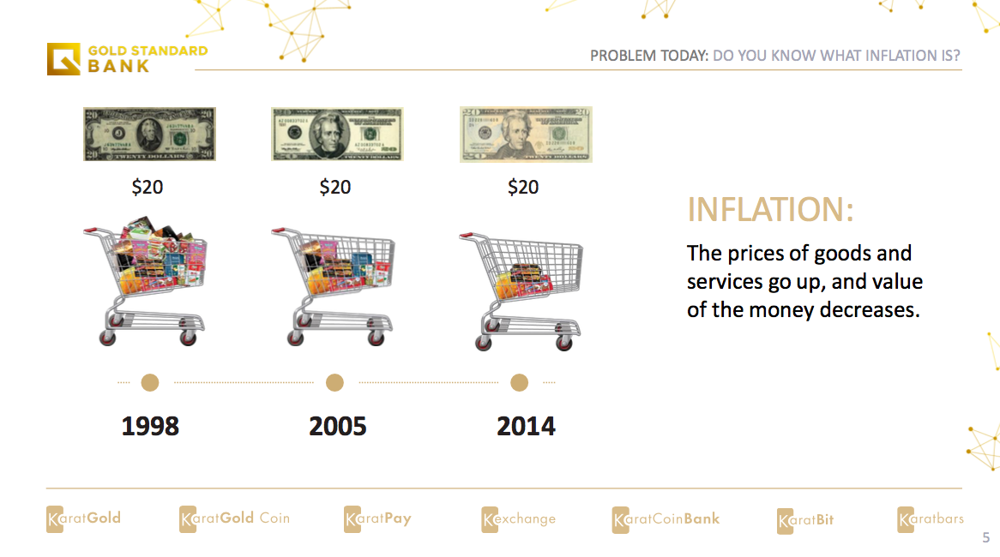 GOLD STANDARD
BANK
PROBLEM TODAY: DO YOU KNOW WHAT INFLATION IS?
$20
$20
$20
INFLATION:
The prices of goods and
services go up, and value
of the money decreases.
1998
2005
2014
KaratGold
KaratGold Coin
KaratPay
Kexchange
KaratCoinBank
KaratBit
Karatbars
5